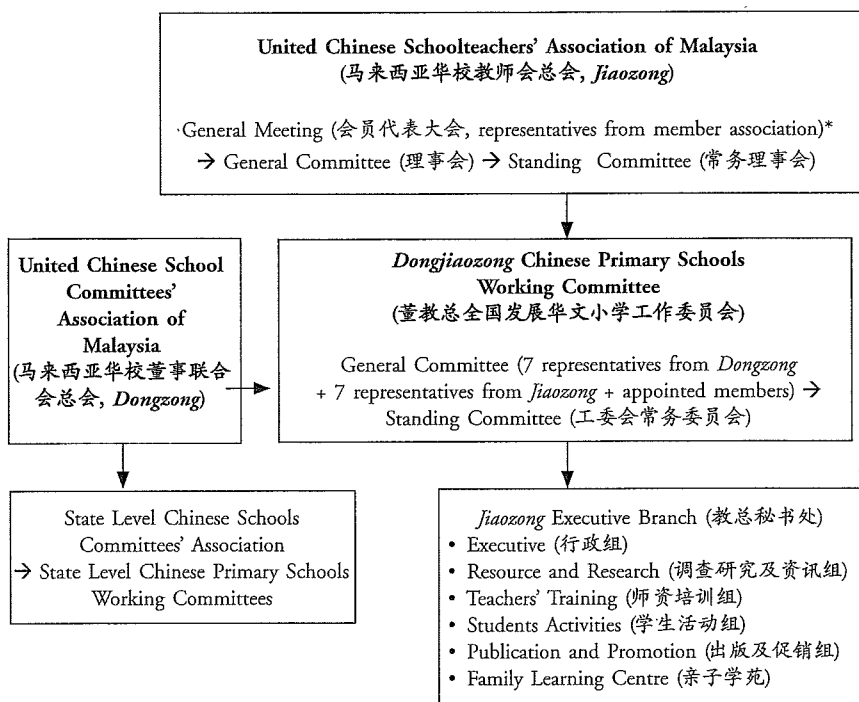 United Chinese Schoolteachers' Association of Malaysia
(马来西亚华校教师会总会, Jiaozong)
General Meeting (会员代表大会, representatives from member association)*
→ General Committee (理事会) → Standing Committee (常务理事会)
United Chinese School
Committees'
Association of
Malaysia
(马来西亚华校董事联合
会总会, Dongzong)
Dongjiaozong Chinese Primary Schools
Working Committee
(董教总全国发展华文小学工作委员会)
General Committee (7 representatives from Dongzong
+ 7 representatives from Jiaozong + appointed members) →
Standing Committee (工委会常务委员会)
State Level Chinese Schools
Committees' Association
→ State Level Chinese Primary Schools
Working Committees
Jiaozong Executive Branch (教总秘书处)
• Executive (行政组)
• Resource and Research (调查研究及资讯组)
• Teachers' Training (师资培训组)
• Students Activities (学生活动组)
• Publication and Promotion (出版及促销组)
• Family Learning Centre (亲子学苑)